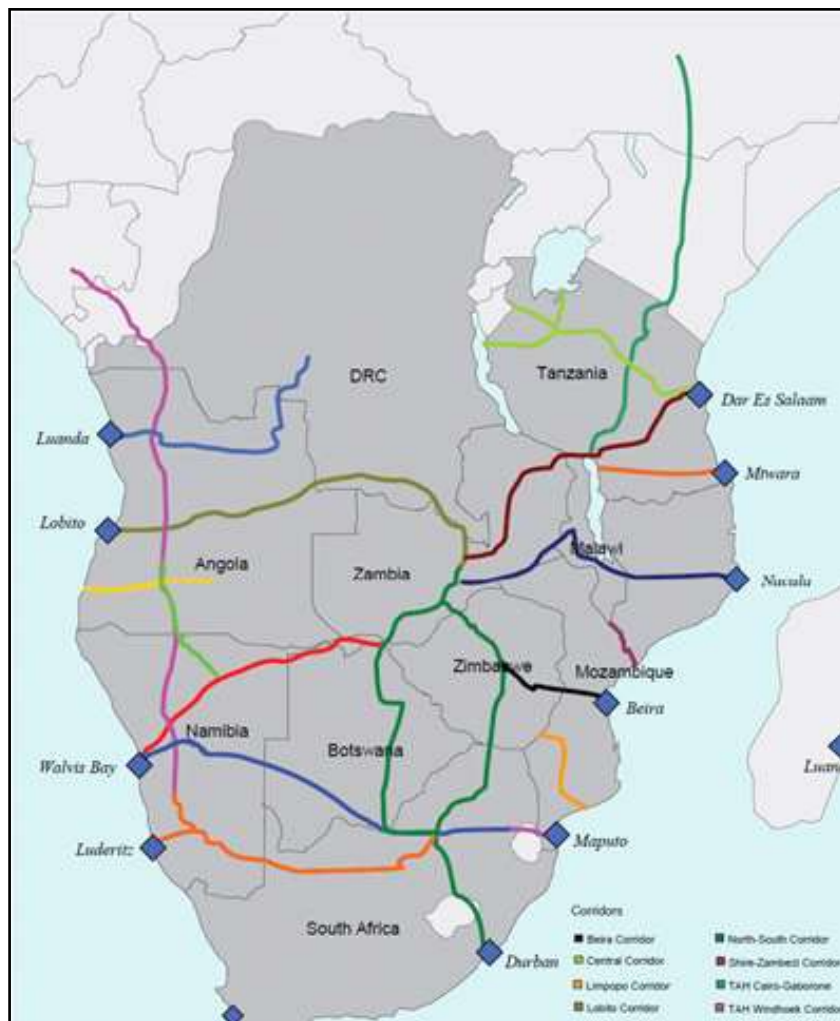 DRC
Tanzania
Dar Es Salaam
Luanda
Mtwara
Lobito
Angola
Zambia
Malawi
Nacala
Zimbabwe
Mozambique
Beira
Namibia
Botswana
Walvis Bay
Luan
Luderitz
Maputo
South Africa
Durban
Corridors
Beira Corridor
Central Corridor
Limpopo Corridor
Lobito Corridor
North-South Corridor
Shire-Zambezi Corridor
TAH Cairo-Gaborone
TAH Windhoek Corridor